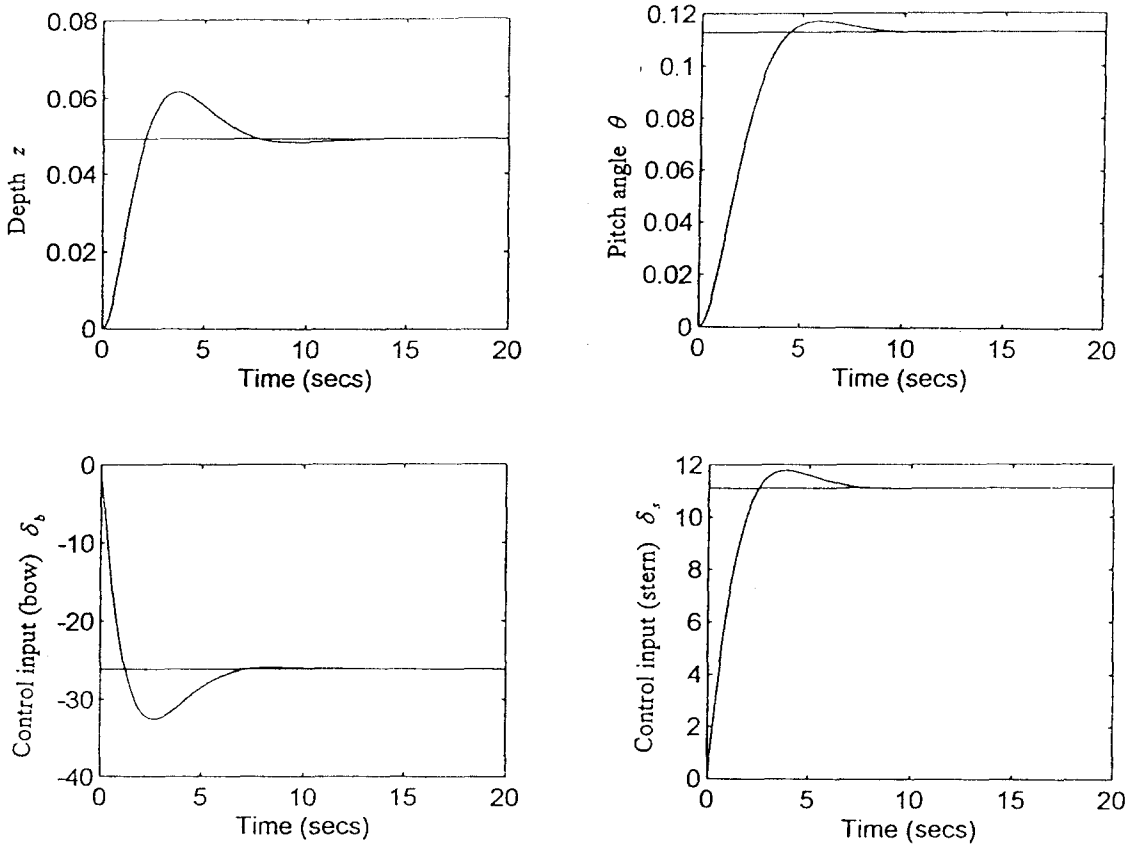 0.08
0.06
0.04
0.02
0
0 5 10 15 20
Time (secs)
Depth z
0.12
0.1
0.08
0.06
0.04
0.02
0
0 5 10 15 20
Time (secs)
Pitch angle θ
0
-10
-20
-30
-40
0 5 10 15 20
Time (secs)
Control input (bow) δ_b
12
10
8
6
4
2
0
0 5 10 15 20
Time (secs)
Control input (stern) δ_s